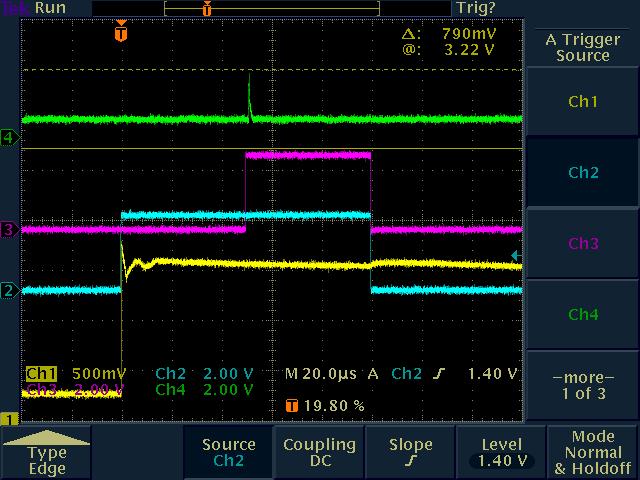 Tek Run Trig?
T
T
Δ: 790mV
@: 3.22 V
4
3
2
1
Ch1 500mV Ch2 2.00 V M 20.0µs A Ch2 ʃ 1.40 V
Ch3 2.00 V Ch4 2.00 V
T 19.80 %
A Trigger
Source
Ch1
Ch2
Ch3
Ch4
—more—
1 of 3
Type
Edge
Source
Ch2
Coupling
DC
Slope
ʃ
Level
1.40 V
Mode
Normal
& Holdoff